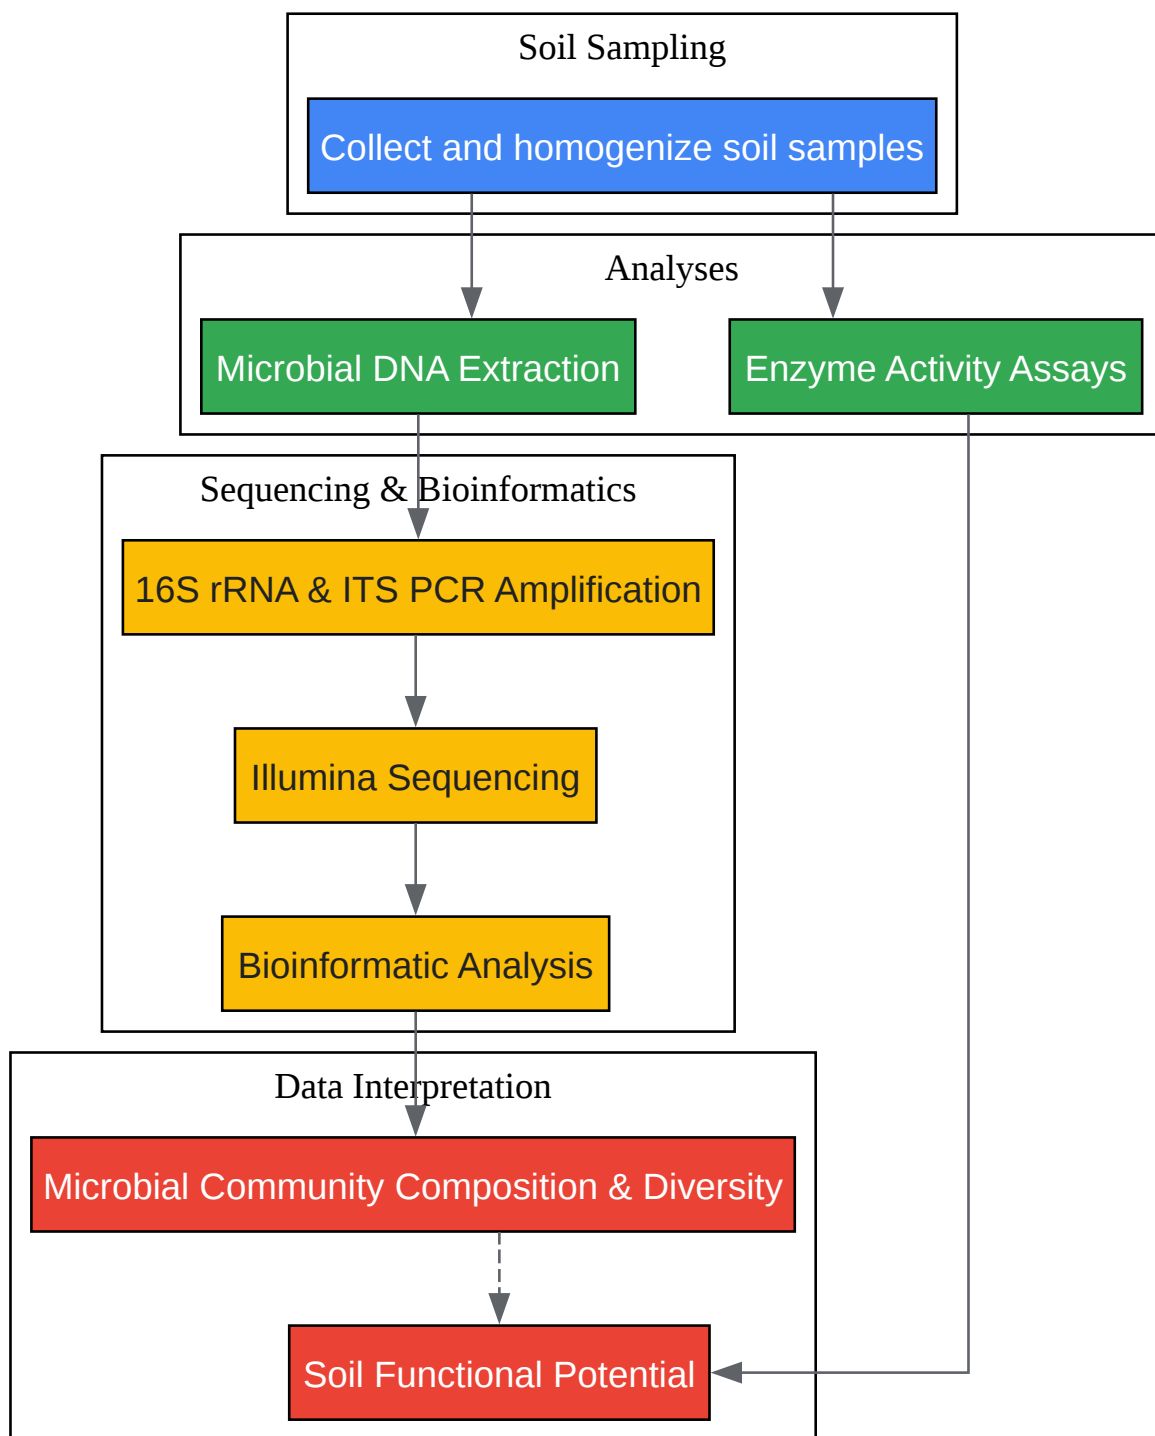 Soil Sampling
Collect and homogenize soil samples
Analyses
Microbial DNA Extraction
Enzyme Activity Assays
Sequencing & Bioinformatics
16S rRNA & ITS PCR Amplification
Illumina Sequencing
Bioinformatic Analysis
Data Interpretation
Microbial Community Composition & Diversity
Soil Functional Potential